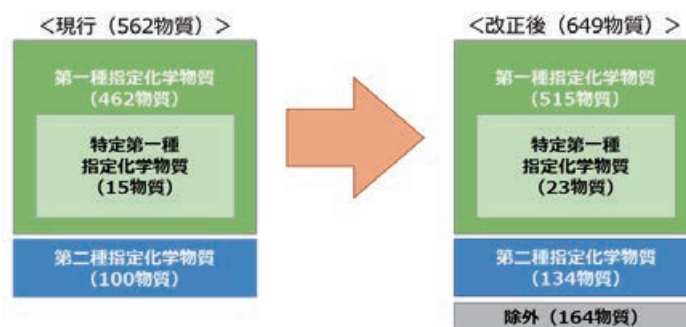 ＜現行（562物質）＞
第一種指定化学物質
（462物質）
特定第一種
指定化学物質
（15物質）
第二種指定化学物質
（100物質）
＜改正後（649物質）＞
第一種指定化学物質
（515物質）
特定第一種
指定化学物質
（23物質）
第二種指定化学物質
（134物質）
除外（164物質）